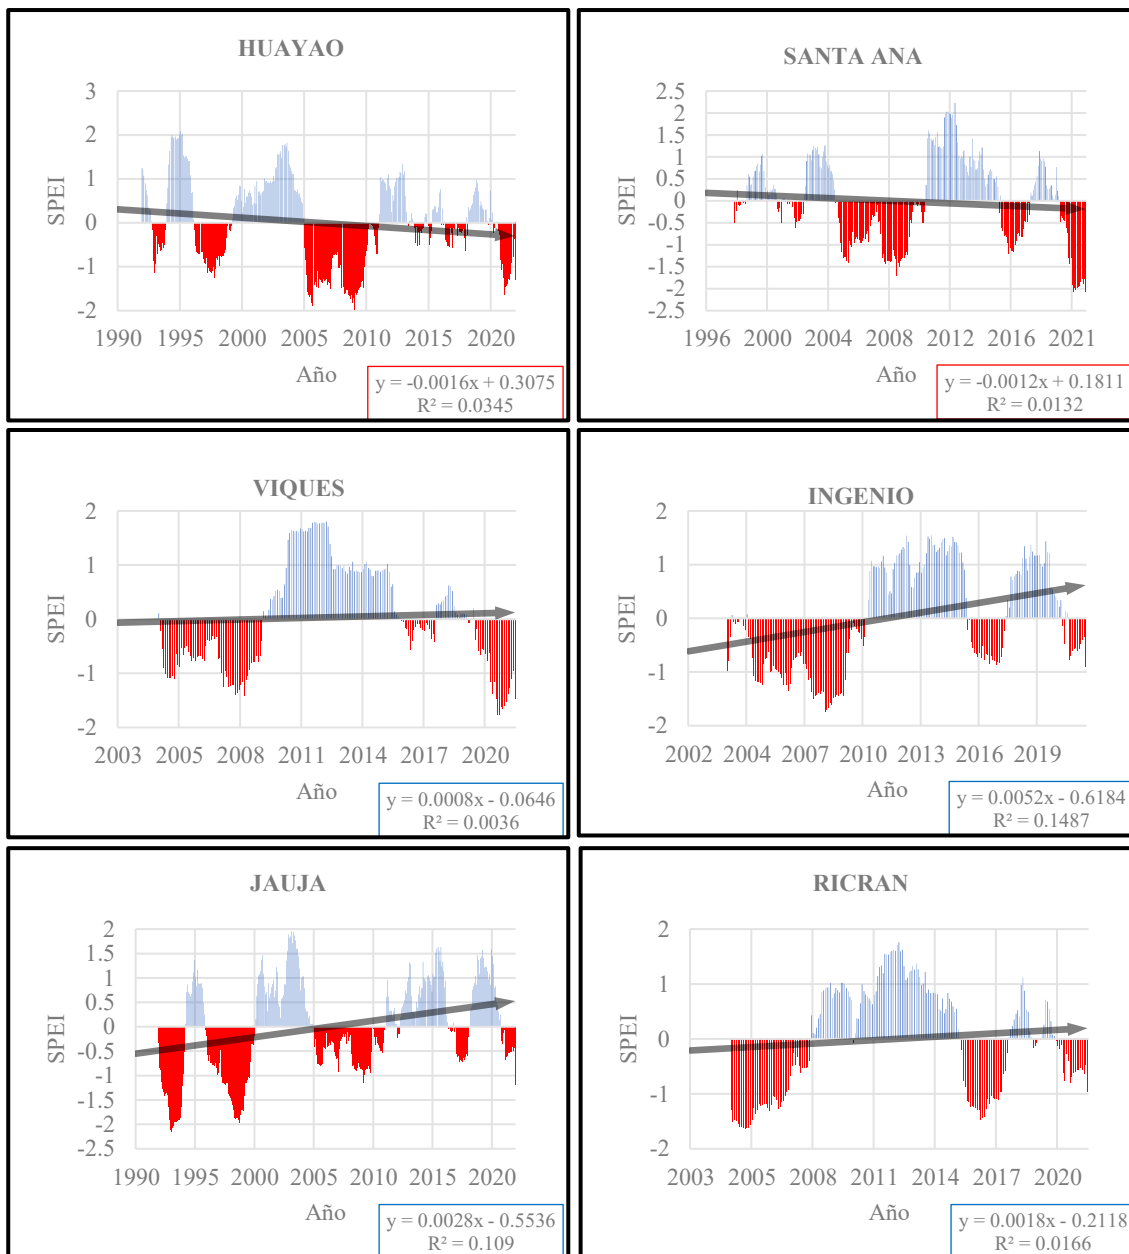 HUAYAO
SPEI
3
2
1
0
-1
-2
1990 1995 2000 2005 2010 2015 2020
Año
y = -0.0016x + 0.3075
R² = 0.0345
SANTA ANA
SPEI
2.5
2
1.5
1
0.5
0
-0.5
-1
-1.5
-2
-2.5
1996 2000 2004 2008 2012 2016 2021
Año
y = -0.0012x + 0.1811
R² = 0.0132
VIQUES
SPEI
2
1
0
-1
-2
2003 2005 2008 2011 2014 2017 2020
Año
y = 0.0008x - 0.0646
R² = 0.0036
INGENIO
SPEI
2
1
0
-1
-2
2002 2004 2007 2010 2013 2016 2019
Año
y = 0.0052x - 0.6184
R² = 0.1487
JAUJA
SPEI
2
1.5
1
0.5
0
-0.5
-1
-1.5
-2
-2.5
1990 1995 2000 2005 2010 2015 2020
Año
y = 0.0028x - 0.5536
R² = 0.109
RICRAN
SPEI
2
1
0
-1
-2
2003 2005 2008 2011 2014 2017 2020
Año
y = 0.0018x - 0.2118
R² = 0.0166